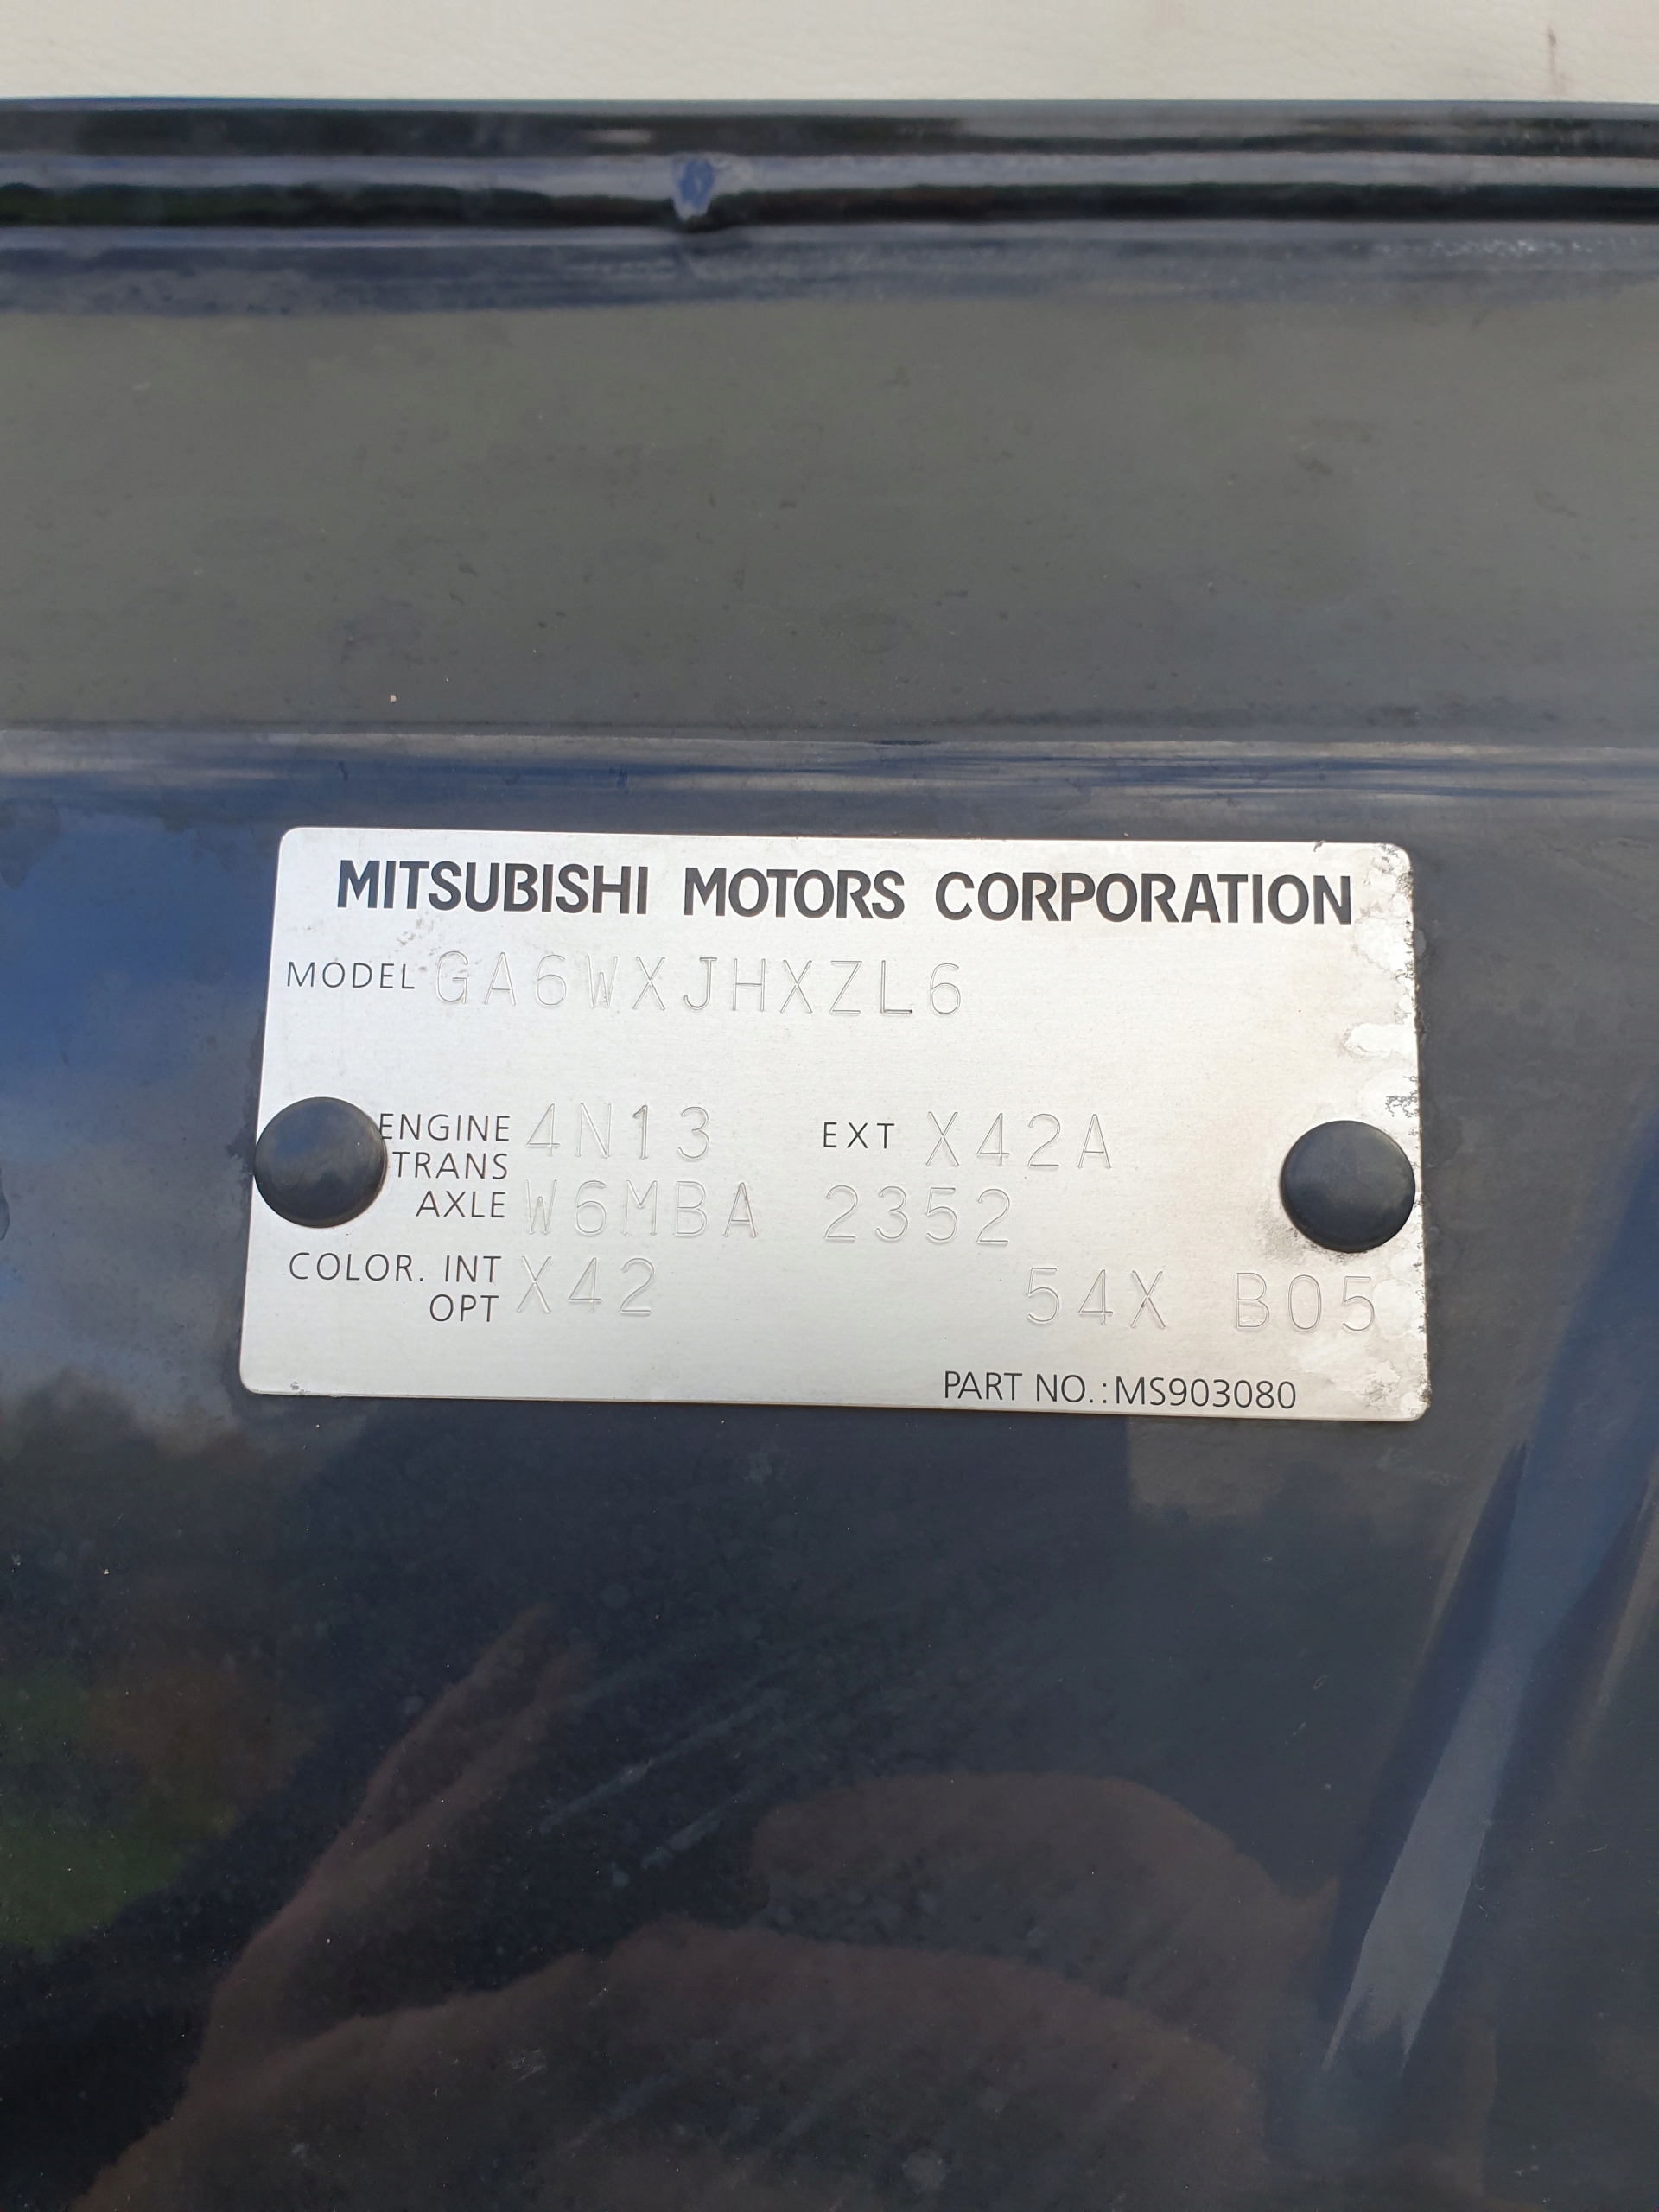 MITSUBISHI MOTORS CORPORATION
MODEL GA6WXJHXZL6
ENGINE 4N13 EXT X42A
TRANS
AXLE W6MBA 2352
COLOR. INT X42 54X B05
OPT
PART NO.:MS903080